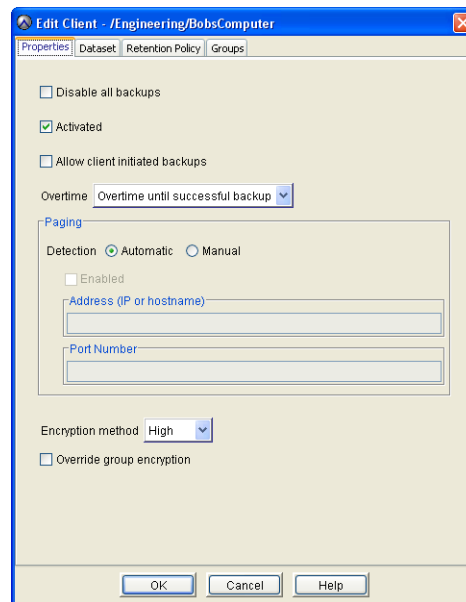 Edit Client - /Engineering/BobsComputer
Properties Dataset Retention Policy Groups
Disable all backups
Activated
Allow client initiated backups
Overtime Overtime until successful backup
Paging
Detection Automatic Manual
Enabled
Address (IP or hostname)
Port Number
Encryption method High
Override group encryption
OK Cancel Help